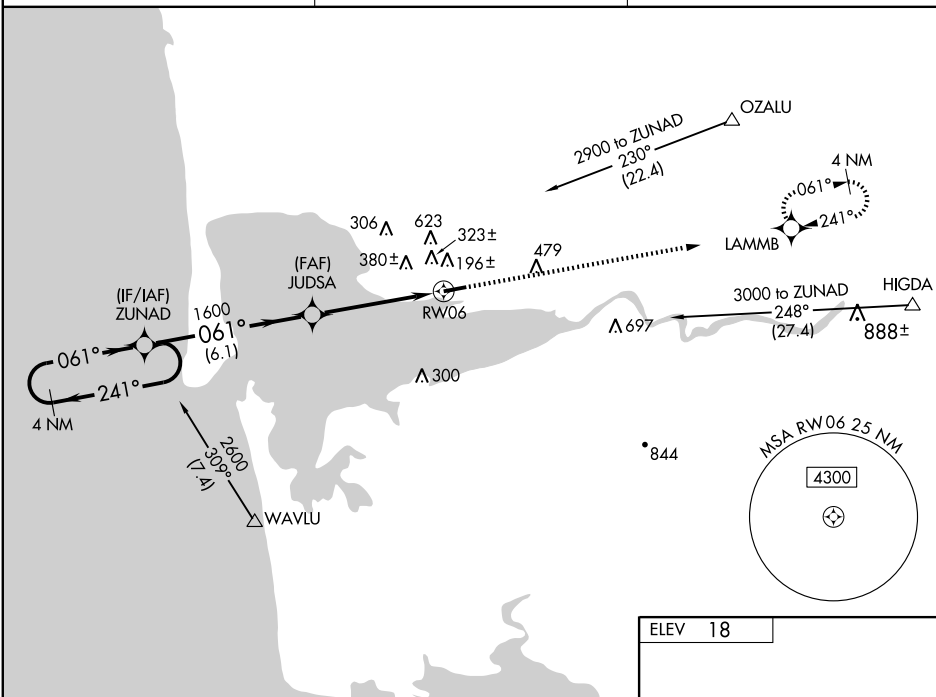 OZALU
2900 to ZUNAD
230°
(22.4)
4 NM
061°
241°
LAMMB
306
623
323±
380±
196±
479
(FAF)
JUDSA
(IF/IAF)
ZUNAD
1600
061°
(6.1)
RW06
HIGDA
3000 to ZUNAD
248°
(27.4)
888±
697
061°
241°
4 NM
300
2600
309°
(7.4)
WAVLU
844
MSA RW06 25 NM
4300
ELEV 18